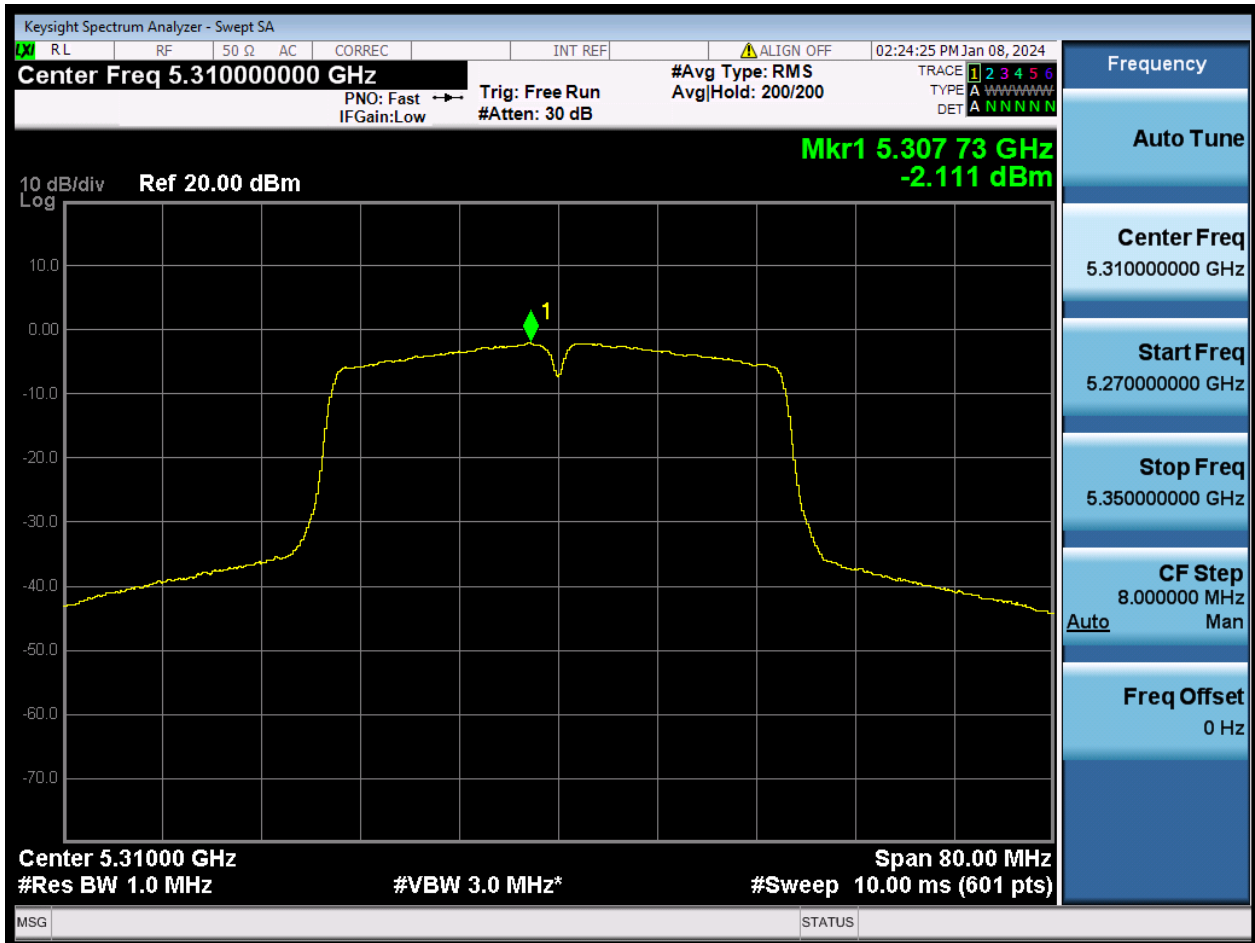 Keysight Spectrum Analyzer - Swept SA
LXI RL RF 50 Ω AC CORREC INT REF ALIGN OFF 02:24:25 PM Jan 08, 2024
Center Freq 5.310000000 GHz
PNO: Fast
IFGain:Low
Trig: Free Run
#Atten: 30 dB
#Avg Type: RMS
Avg|Hold: 200/200
TRACE 1 2 3 4 5 6
TYPE A WWWWW
DET A N N N N N
Mkr1 5.307 73 GHz
-2.111 dBm
10 dB/div Ref 20.00 dBm
Log
1
10.0
0.00
-10.0
-20.0
-30.0
-40.0
-50.0
-60.0
-70.0
Center 5.31000 GHz Span 80.00 MHz
#Res BW 1.0 MHz #VBW 3.0 MHz* #Sweep 10.00 ms (601 pts)
MSG STATUS
Frequency
Auto Tune
Center Freq
5.310000000 GHz
Start Freq
5.270000000 GHz
Stop Freq
5.350000000 GHz
CF Step
8.000000 MHz
Auto Man
Freq Offset
0 Hz